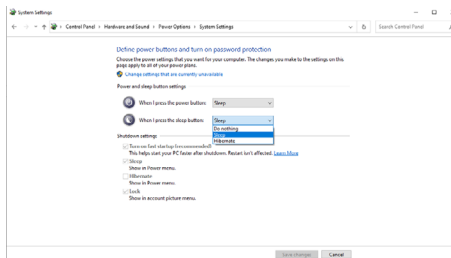 System Settings
Control Panel > Hardware and Sound > Power Options > System Settings
Search Control Panel
Define power buttons and turn on password protection
Choose the power settings that you want for your computer. The changes you make to the settings on this
page apply to all of your power plans.
Change settings that are currently unavailable
Power and sleep button settings
When I press the power button: Sleep
When I press the sleep button: Sleep
Do nothing
Sleep
Hibernate
Shutdown settings
Turn on fast startup (recommended)
This helps start your PC faster after shutdown. Restart isn't affected. Learn More
Sleep
Show in Power menu.
Hibernate
Show in Power menu.
Lock
Show in account picture menu.
Save changes Cancel